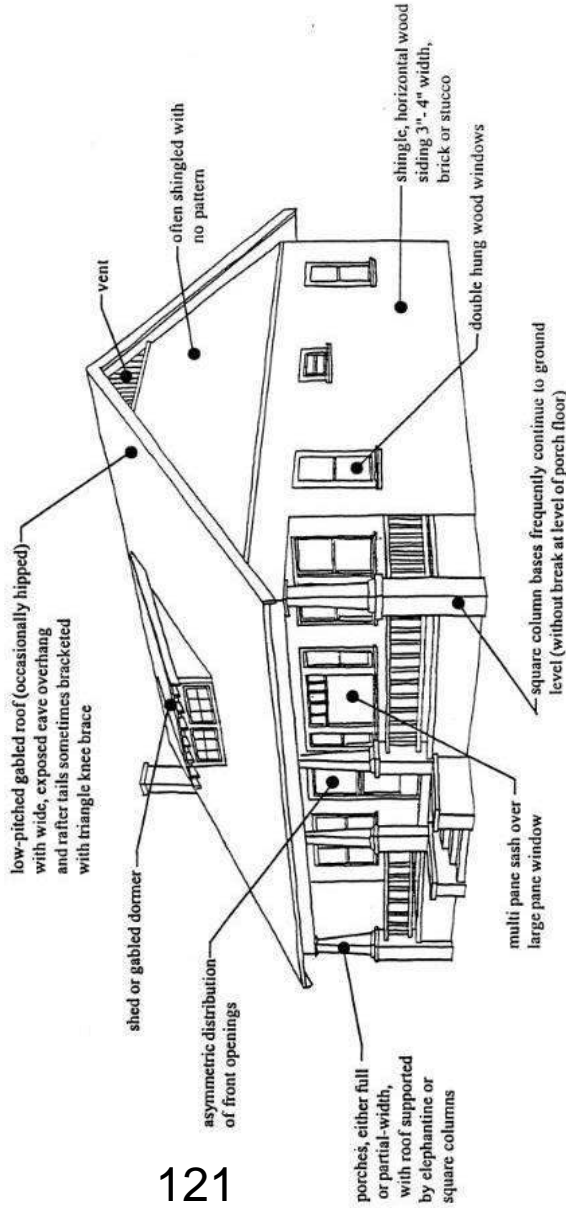 low-pitched gabled roof (occasionally hipped)
with wide, exposed eave overhang
and rafter tails sometimes bracketed
with triangle knee brace
vent
often shingled with
no pattern
shed or gabled dormer
asymmetric distribution
of front openings
shingle, horizontal wood
siding 3"- 4" width,
brick or stucco
double hung wood windows
porches, either full
or partial-width,
with roof supported
by elephantine or
square columns
multi pane sash over
large pane window
square column bases frequently continue to ground
level (without break at level of porch floor)
121